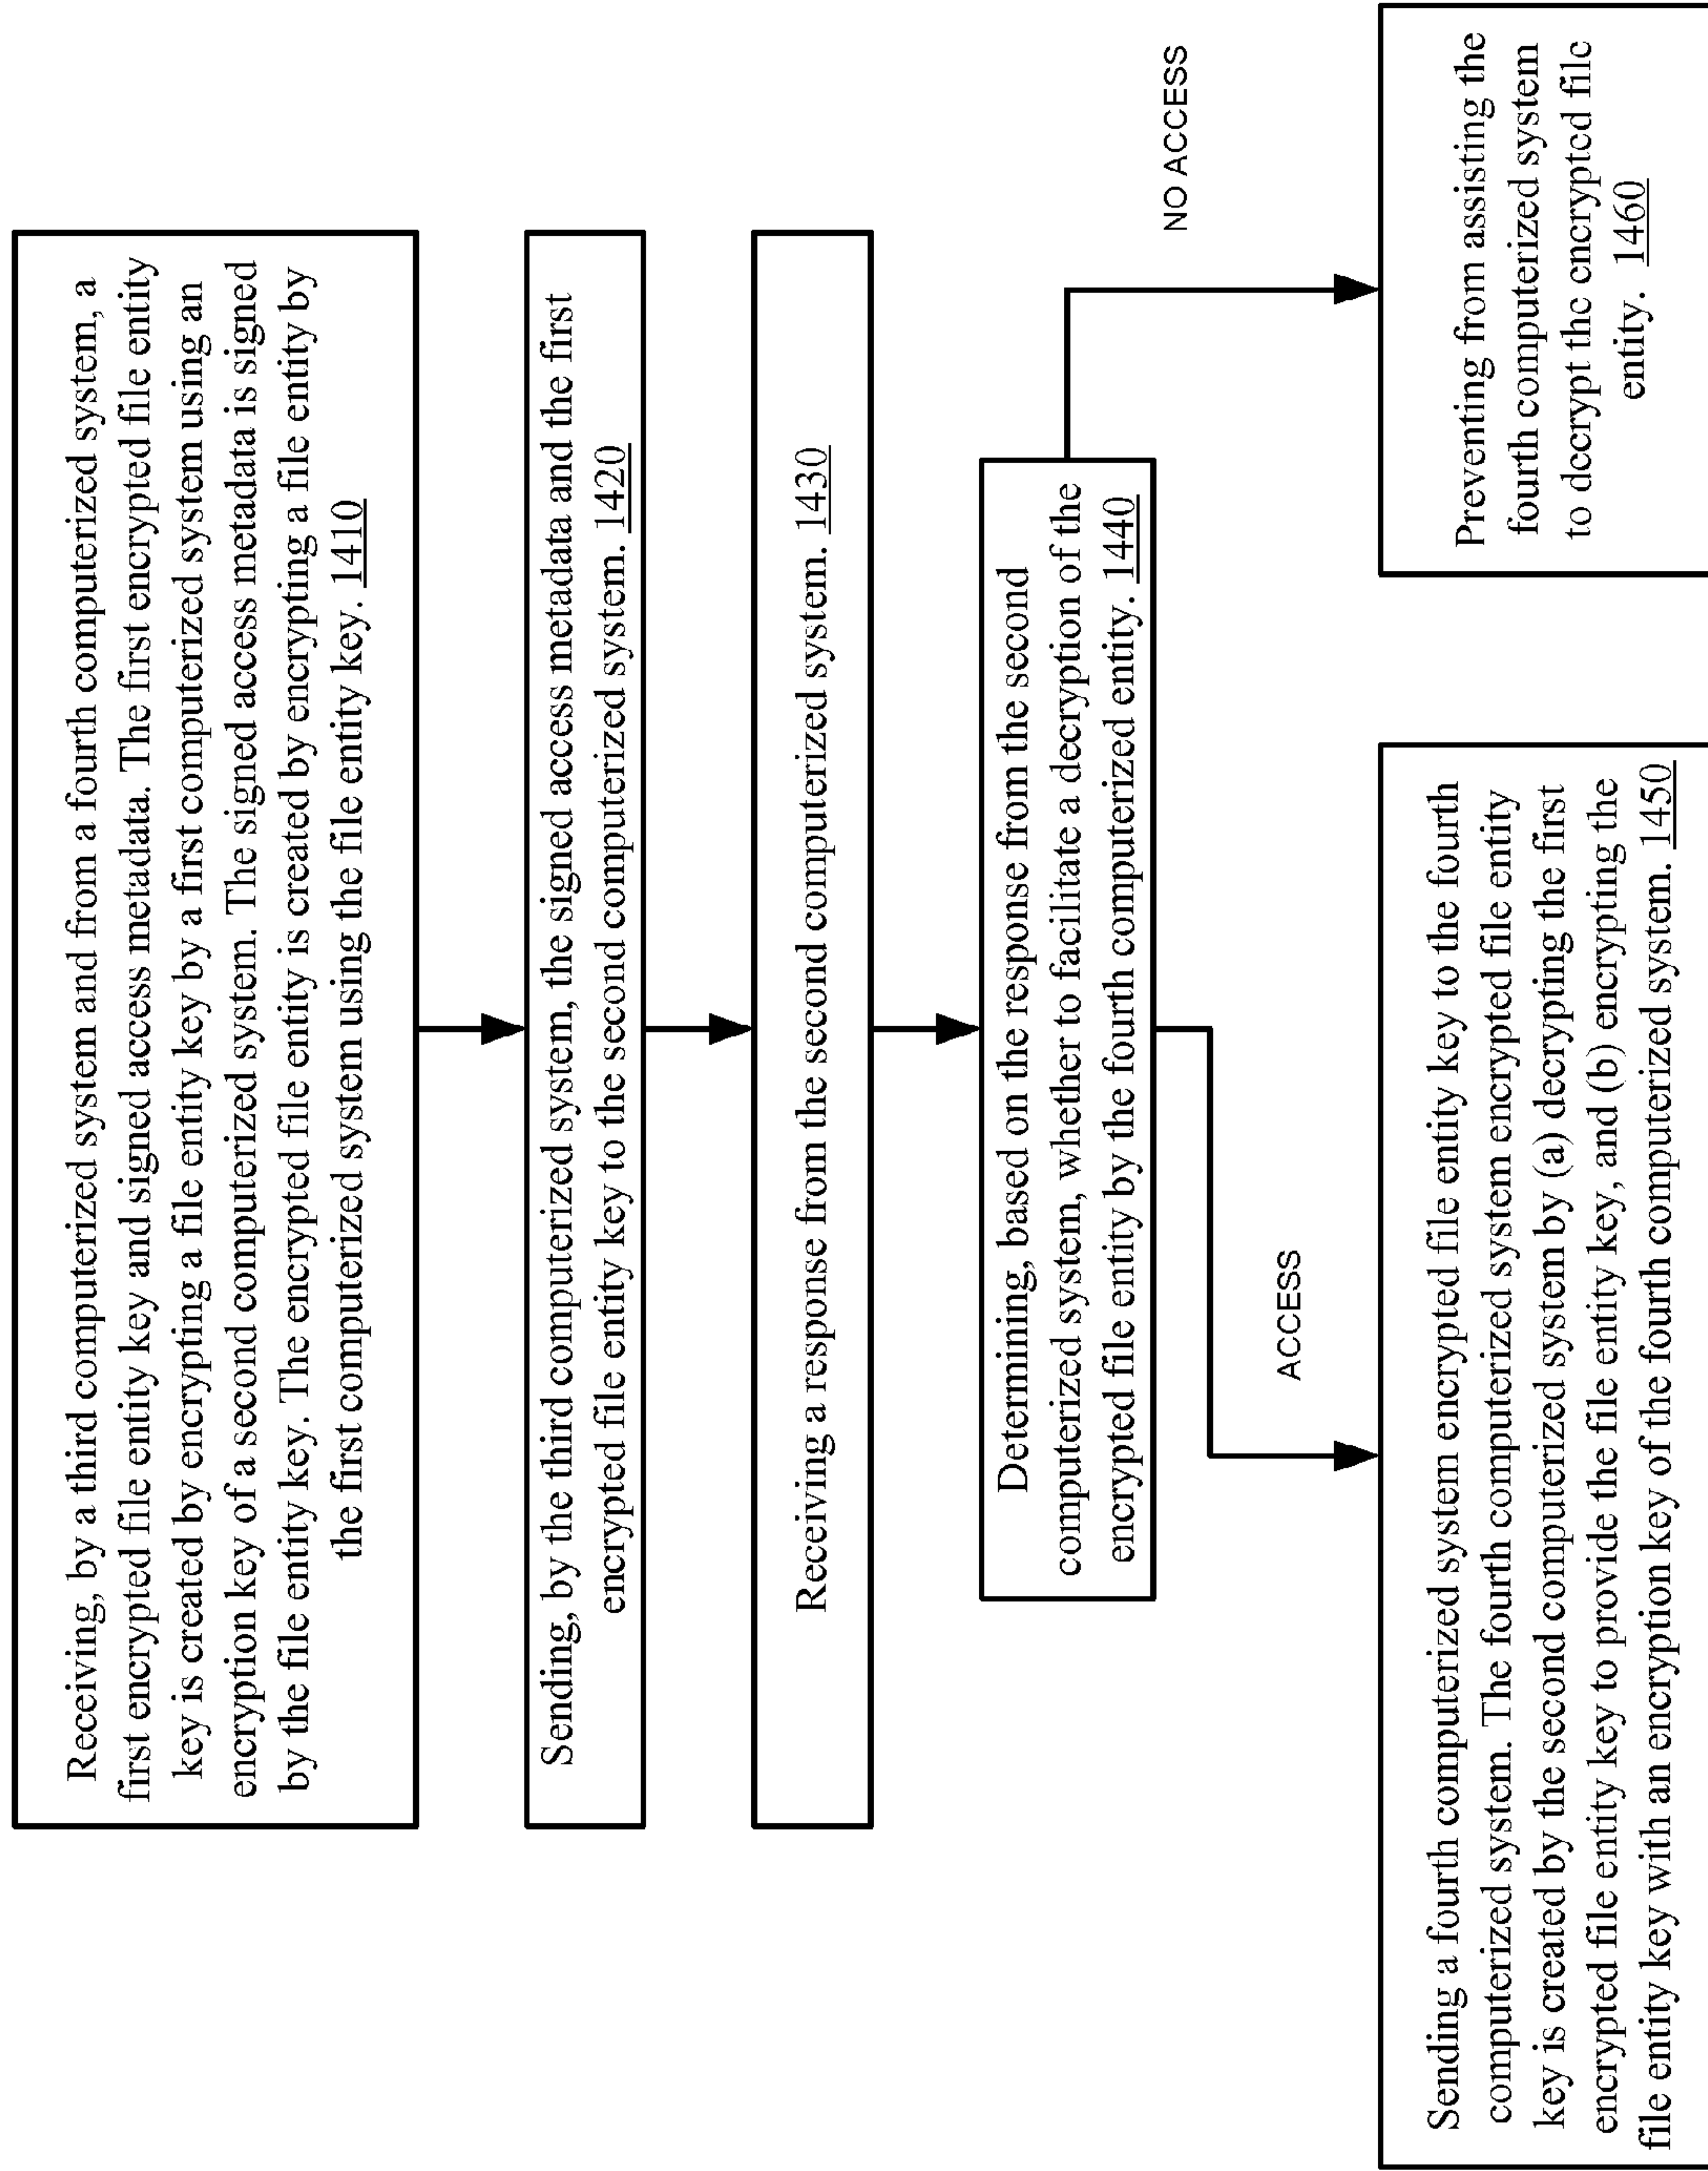 Receiving, by a third computerized system and from a fourth computerized system, a
first encrypted file entity key and signed access metadata. The first encrypted file entity
key is created by encrypting a file entity key by a first computerized system using an
encryption key of a second computerized system. The signed access metadata is signed
by the file entity key. The encrypted file entity is created by encrypting a file entity by
the first computerized system using the file entity key. 1410
Sending, by the third computerized system, the signed access metadata and the first
encrypted file entity key to the second computerized system. 1420
Receiving a response from the second computerized system. 1430
Determining, based on the response from the second
computerized system, whether to facilitate a decryption of the
encrypted file entity by the fourth computerized entity. 1440
ACCESS
NO ACCESS
Sending a fourth computerized system encrypted file entity key to the fourth
computerized system. The fourth computerized system encrypted file entity
key is created by the second computerized system by (a) decrypting the first
encrypted file entity key to provide the file entity key, and (b) encrypting the
file entity key with an encryption key of the fourth computerized system. 1450
Preventing from assisting the
fourth computerized system
to decrypt the encrypted file
entity. 1460